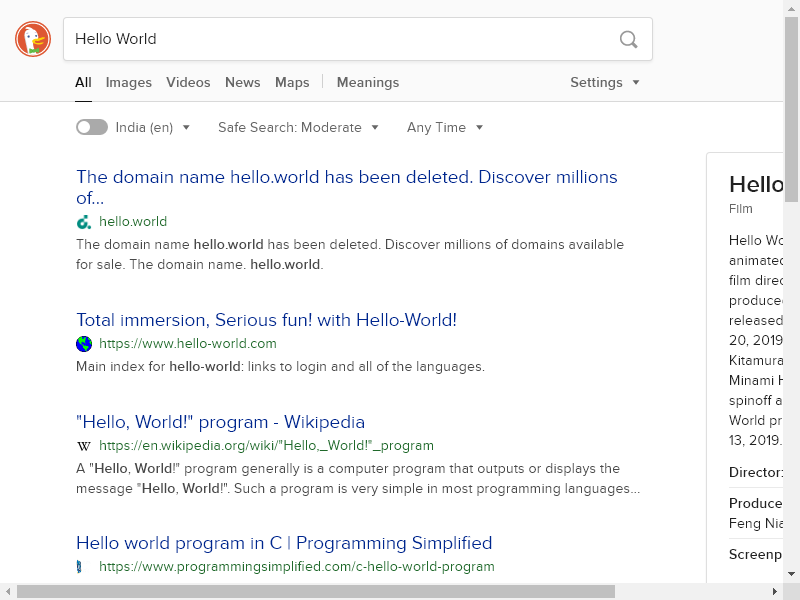 Hello World
All Images Videos News Maps Meanings Settings
India (en) Safe Search: Moderate Any Time
The domain name hello.world has been deleted. Discover millions
of...
hello.world
The domain name hello.world has been deleted. Discover millions of domains available
for sale. The domain name. hello.world.
Total immersion, Serious fun! with Hello-World!
https://www.hello-world.com
Main index for hello-world: links to login and all of the languages.
"Hello, World!" program - Wikipedia
W https://en.wikipedia.org/wiki/"Hello,_World!"_program
A "Hello, World!" program generally is a computer program that outputs or displays the
message "Hello, World!". Such a program is very simple in most programming languages...
Hello world program in C | Programming Simplified
https://www.programmingsimplified.com/c-hello-world-program
Hello
Film
Hello Wo
animated
film direc
produced
released
20, 2019
Kitamura
Minami H
spinoff a
World pr
13, 2019.
Director:
Produce
Feng Nia
Screenp